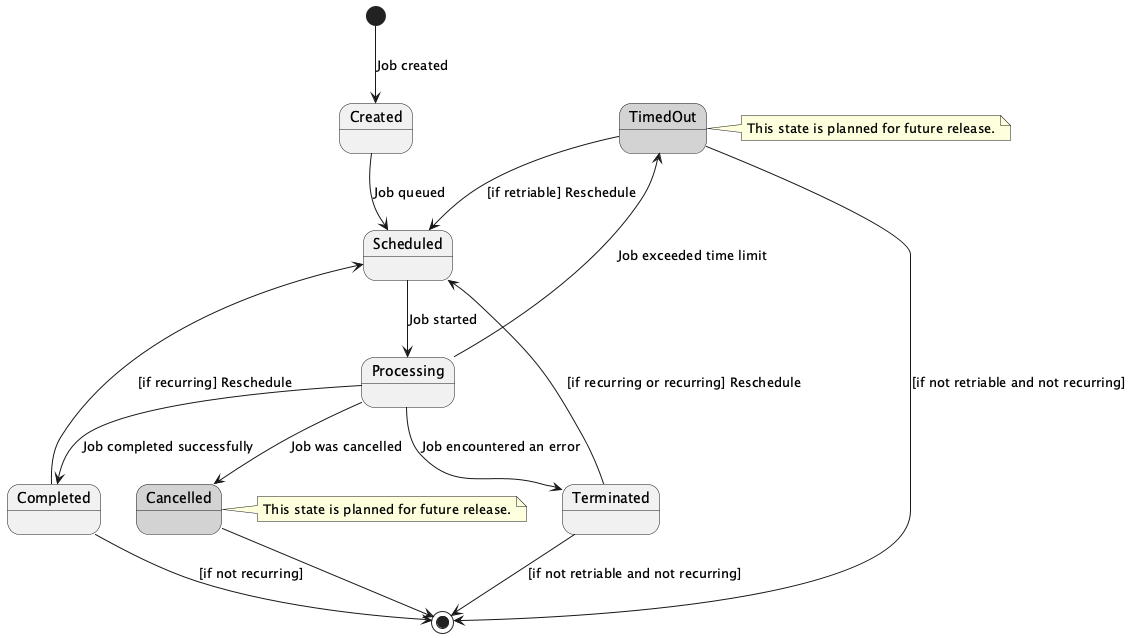 Job created
Created
TimedOut
This state is planned for future release.
Job queued
[if retriable] Reschedule
Scheduled
Job exceeded time limit
Job started
Processing
[if recurring] Reschedule
[if recurring or recurring] Reschedule
[if not retriable and not recurring]
Job completed successfully
Job was cancelled
Job encountered an error
Completed
Cancelled
This state is planned for future release.
Terminated
[if not recurring]
[if not retriable and not recurring]